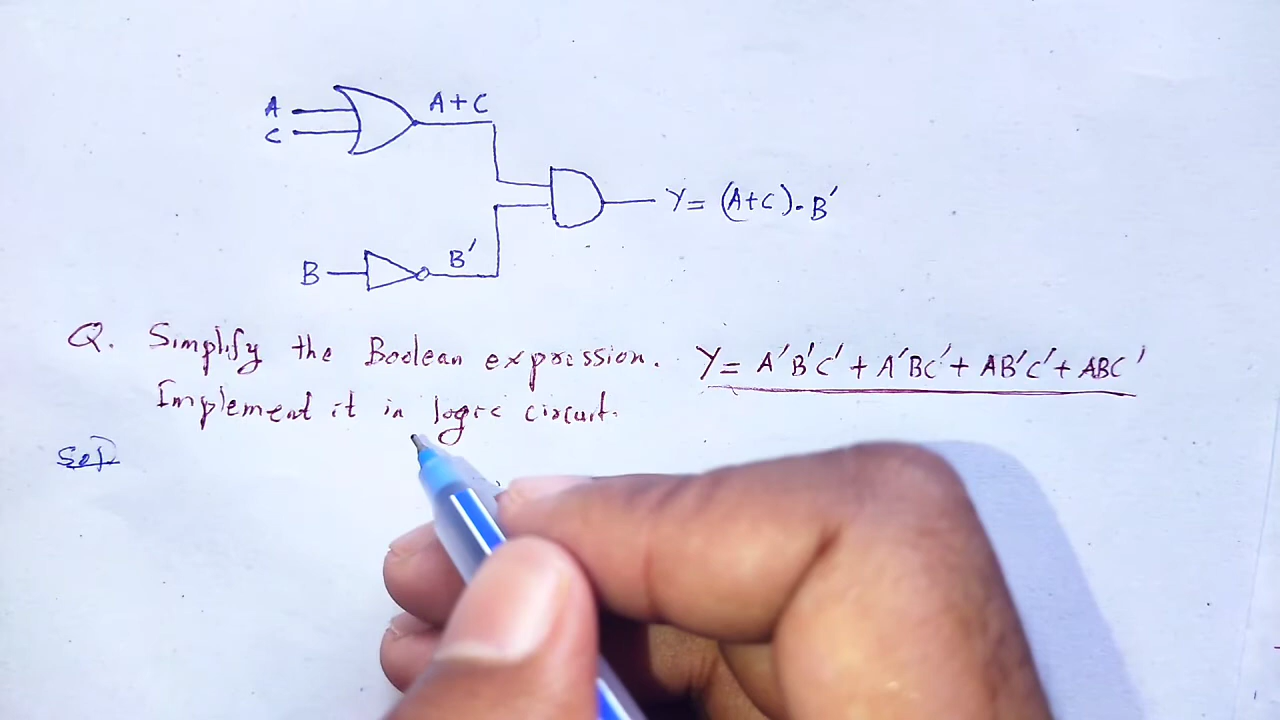 A
C
A+C
Y= (A+C).B'
B
B'
Q. Simplify the Boolean expression. Y= A'B'C' + A'BC' + AB'C' + ABC'
Implement it in logic circuit.
Sol